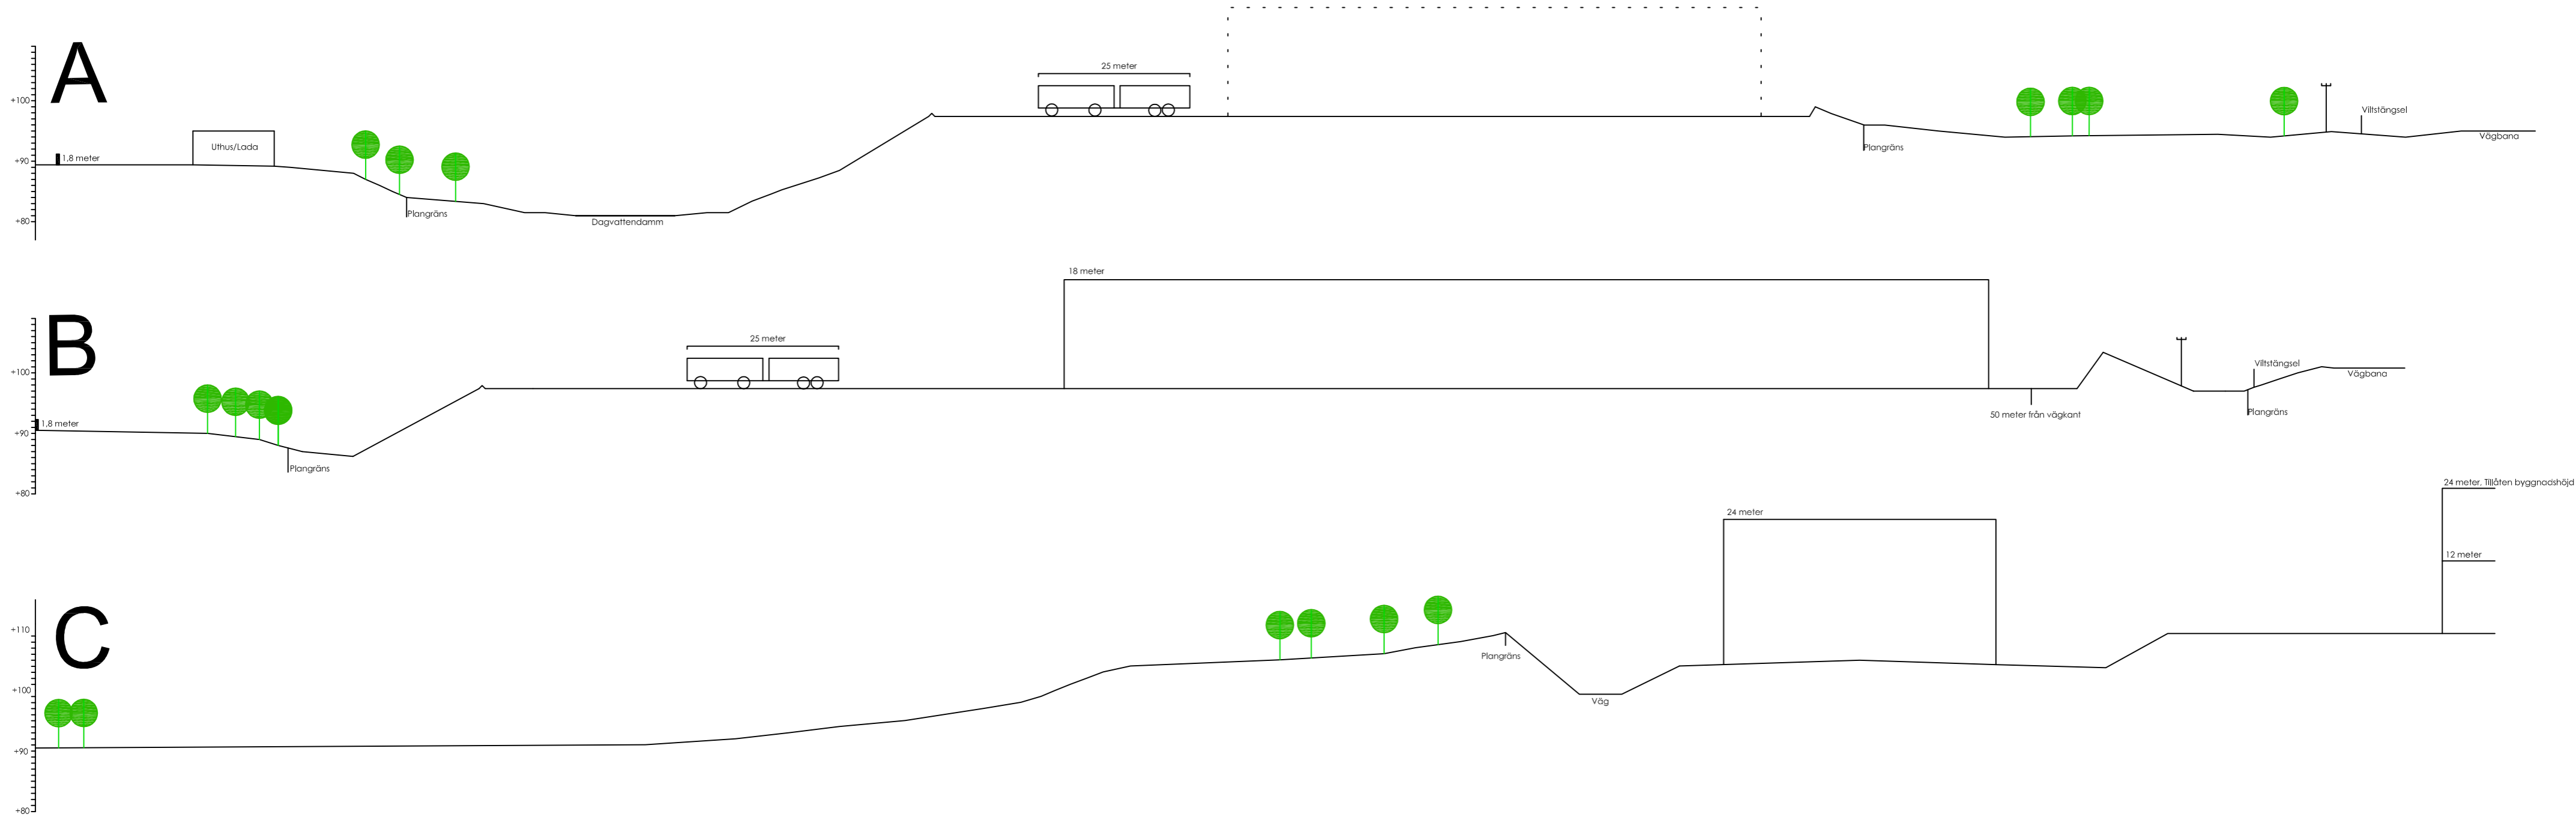 A
25 meter
+100
Viltstängsel
Vägbana
Uthus/Lada
Plangräns
+90
1,8 meter
Plangräns
+80
Dagvattendamm
18 meter
B
25 meter
Viltstängsel
+100
Vägbana
50 meter från vägkant
Plangräns
1,8 meter
+90
Plangräns
+80
24 meter, Tillåten byggnadshöjd
24 meter
12 meter
C
+110
Plangräns
+100
Väg
+90
+80